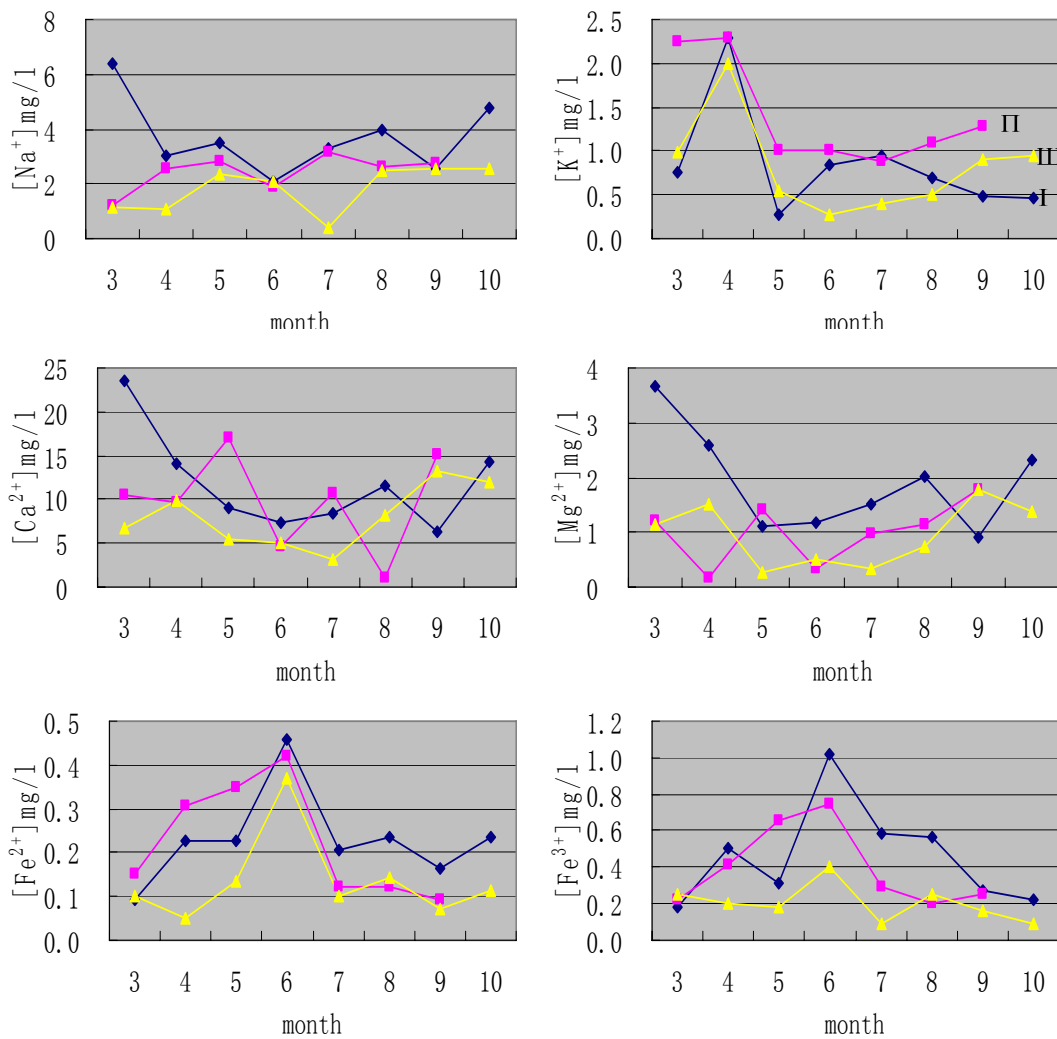 [Na⁺]mg/l
8
6
4
2
0
3 4 5 6 7 8 9 10
month
[K⁺]mg/l
2.5
2.0
1.5
1.0
0.5
0.0
3 4 5 6 7 8 9 10
month
Π
Ш
I
[Ca²⁺]mg/l
25
20
15
10
5
0
3 4 5 6 7 8 9 10
month
[Mg²⁺]mg/l
4
3
2
1
0
3 4 5 6 7 8 9 10
month
[Fe²⁺]mg/l
0.5
0.4
0.3
0.2
0.1
0.0
3 4 5 6 7 8 9 10
month
[Fe³⁺]mg/l
1.2
1.0
0.8
0.6
0.4
0.2
0.0
3 4 5 6 7 8 9 10
month